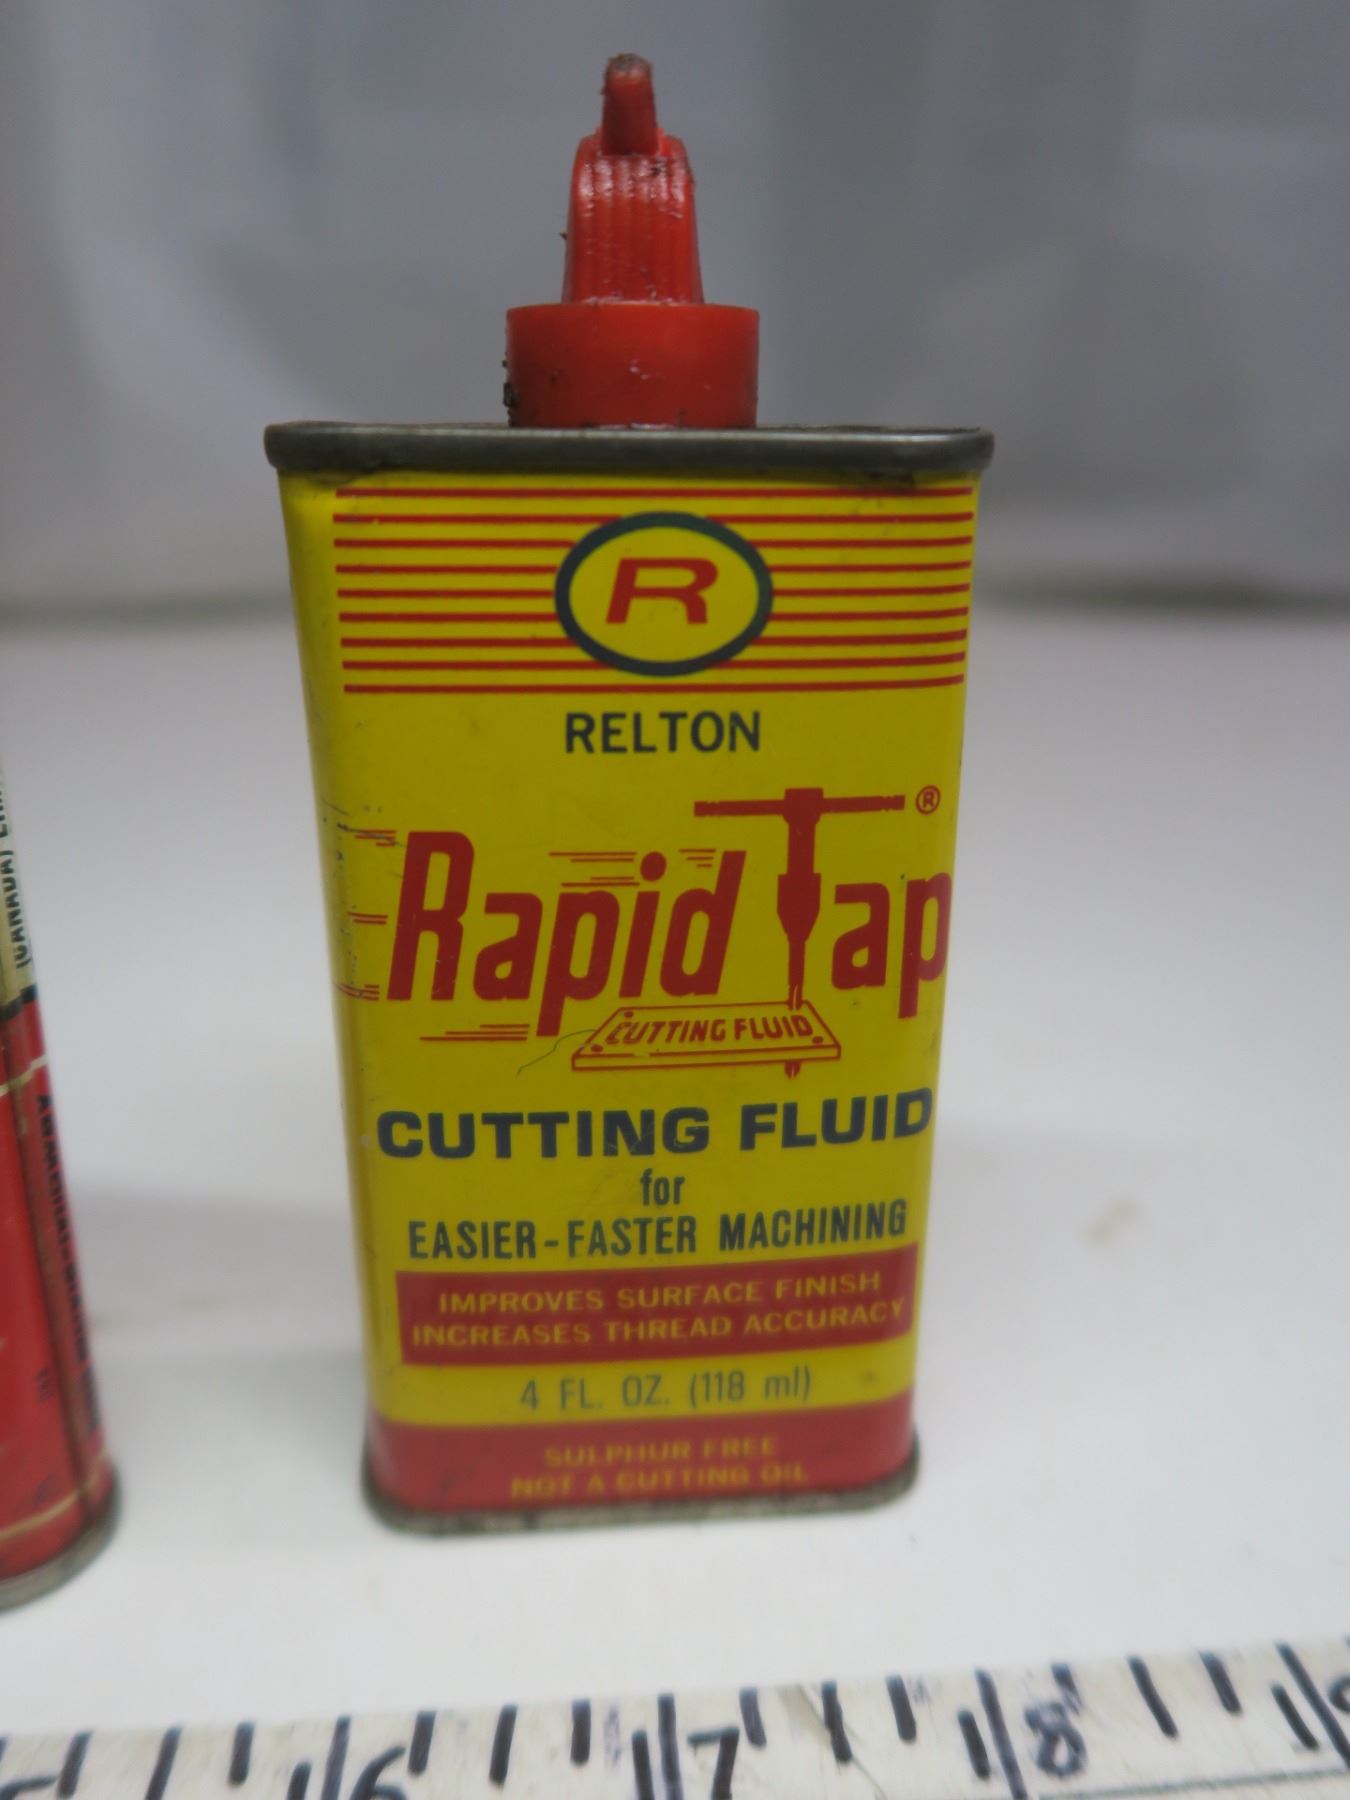 R
RELTON
Rapid Tap ®
CUTTING FLUID
CUTTING FLUID
for
EASIER-FASTER MACHINING
IMPROVES SURFACE FINISH
INCREASES THREAD ACCURACY
4 FL. OZ. (118 ml)
SULPHUR FREE
NOT A CUTTING OIL
(CANADA)
6 7 8